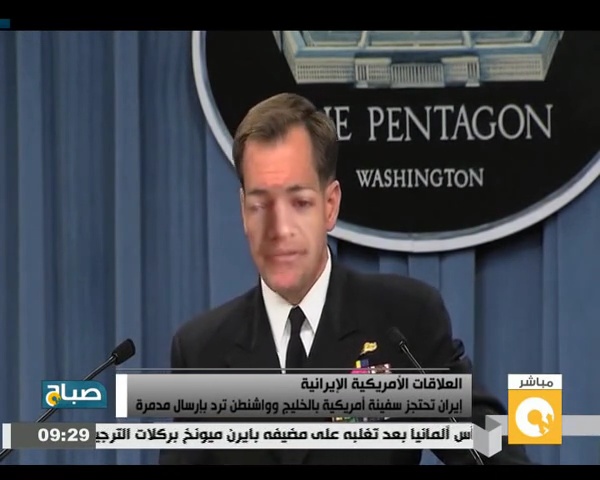 THE PENTAGON
WASHINGTON
مباشر
صباح
العلاقات الأمريكية الإيرانية
إيران تحتجز سفينة أمريكية بالخليج وواشنطن ترد بإرسال مدمرة
09:29
أس ألمانيا بعد تغلبه على مضيفه بايرن ميونخ بركلات الترجي